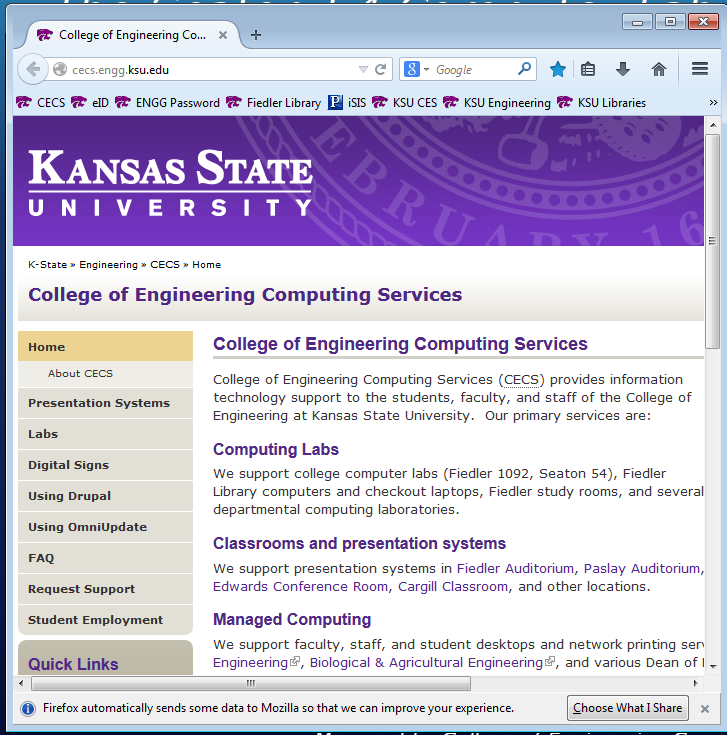 College of Engineering Co...
cecs.engg.ksu.edu
Google
CECS eID ENGG Password Fiedler Library iSIS KSU CES KSU Engineering KSU Libraries »
KANSAS STATE
UNIVERSITY
FEBRUARY 16
K-State » Engineering » CECS » Home
College of Engineering Computing Services
Home
About CECS
Presentation Systems
Labs
Digital Signs
Using Drupal
Using OmniUpdate
FAQ
Request Support
Student Employment
Quick Links
College of Engineering Computing Services
College of Engineering Computing Services (CECS) provides information
technology support to the students, faculty, and staff of the College of
Engineering at Kansas State University. Our primary services are:
Computing Labs
We support college computer labs (Fiedler 1092, Seaton 54), Fiedler
Library computers and checkout laptops, Fiedler study rooms, and several
departmental computing laboratories.
Classrooms and presentation systems
We support presentation systems in Fiedler Auditorium, Paslay Auditorium,
Edwards Conference Room, Cargill Classroom, and other locations.
Managed Computing
We support faculty, staff, and student desktops and network printing
Engineering, Biological & Agricultural Engineering, and various Dean of
Firefox automatically sends some data to Mozilla so that we can improve your experience.
Choose What I Share